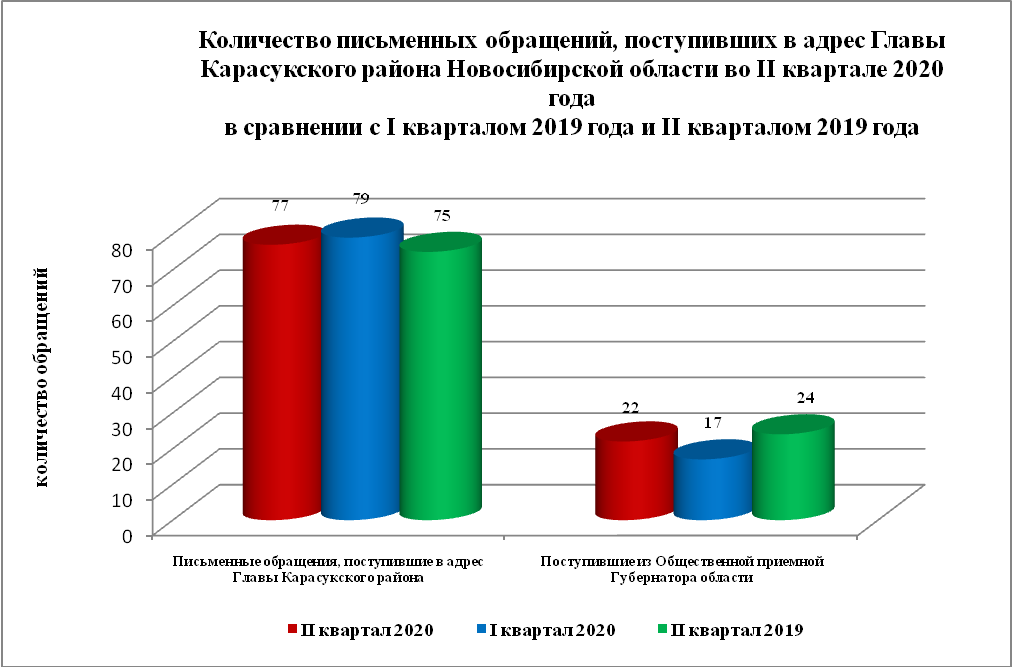 Количество письменных обращений, поступивших в адрес Главы
Карасукского района Новосибирской области во II квартале 2020
года
в сравнении с I кварталом 2019 года и II кварталом 2019 года
количество обращений
80
70
60
50
40
30
20
10
0
77
79
75
22
17
24
Письменные обращения, поступившие в адрес
Главы Карасукского района
Поступившие из Общественной приемной
Губернатора области
II квартал 2020
I квартал 2020
II квартал 2019